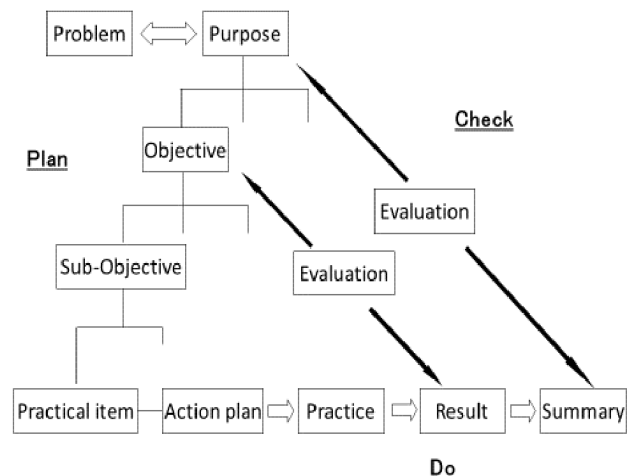 Problem
Purpose
Check
Objective
Plan
Evaluation
Sub-Objective
Evaluation
Practical item
Action plan
Practice
Result
Summary
Do